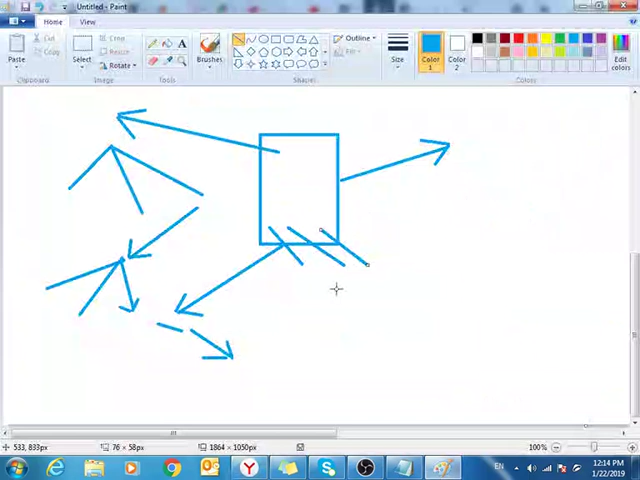 Untitled - Paint
Home View
Paste
Cut
Copy
Clipboard
Select
Crop
Resize
Rotate
Image
Tools
Brushes
Outline
Fill
Shapes
Size
Color 1
Color 2
Edit colors
Colors
533, 833px
76 × 58px
1864 × 1050px
100%
EN
12:14 PM
1/22/2019